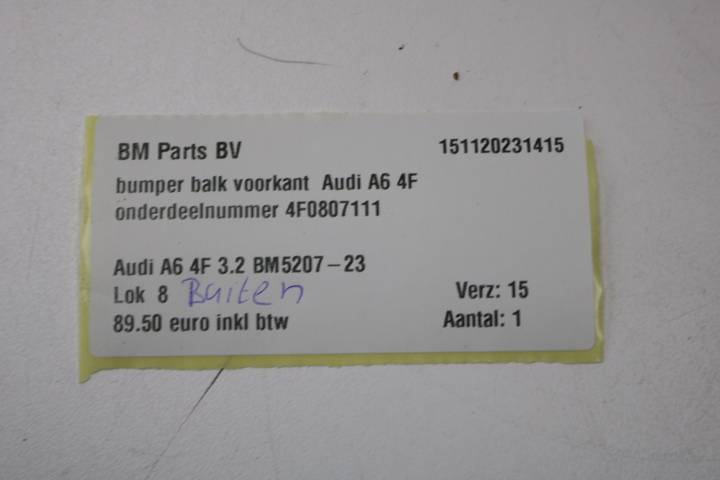 BM Parts BV 151120231415
bumper balk voorkant Audi A6 4F
onderdeelnummer 4F0807111
Audi A6 4F 3.2 BM5207-23
Lok 8 Buiten Verz: 15
89.50 euro inkl btw Aantal: 1